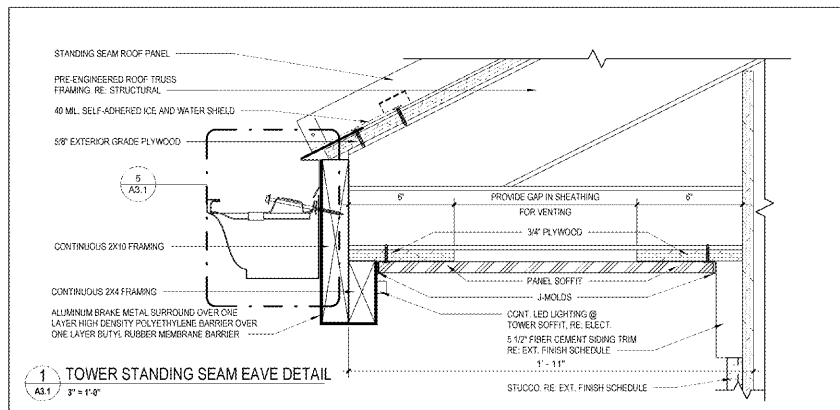 STANDING SEAM ROOF PANEL
PRE-ENGINEERED ROOF TRUSS
FRAMING. RE: STRUCTURAL
40 MIL. SELF-ADHERED ICE AND WATER SHIELD
5/8" EXTERIOR GRADE PLYWOOD
5
A3.1
CONTINUOUS 2X10 FRAMING
CONTINUOUS 2X4 FRAMING
ALUMINUM BRAKE METAL SURROUND OVER ONE
LAYER HIGH DENSITY POLYETHYLENE BARRIER OVER
ONE LAYER BUTYL RUBBER MEMBRANE BARRIER
6"
PROVIDE GAP IN SHEATHING
FOR VENTING
6"
3/4" PLYWOOD
PANEL SOFFIT
J-MOLDS
CONT. LED LIGHTING @
TOWER SOFFIT, RE: ELECT.
5 1/2" FIBER CEMENT SIDING TRIM
RE: EXT. FINISH SCHEDULE
1' - 11"
STUCCO. RE: EXT. FINISH SCHEDULE
1
A3.1
TOWER STANDING SEAM EAVE DETAIL
3" = 1'-0"